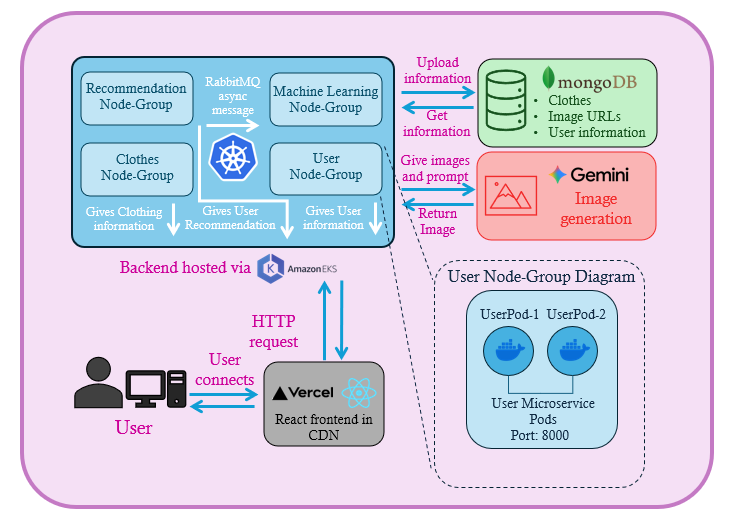 Recommendation
Node-Group
RabbitMQ
async
message
Machine Learning
Node-Group
Clothes
Node-Group
User
Node-Group
Gives Clothing
information
Gives User
Recommendation
Gives User
information
Upload
information
Get
information
mongoDB
• Clothes
• Image URLs
• User information
Give images
and prompt
Return
Image
Gemini
Image
generation
Backend hosted via
Amazon EKS
HTTP
request
User
connects
User
Vercel
React frontend in
CDN
User Node-Group Diagram
UserPod-1
UserPod-2
User Microservice
Pods
Port: 8000